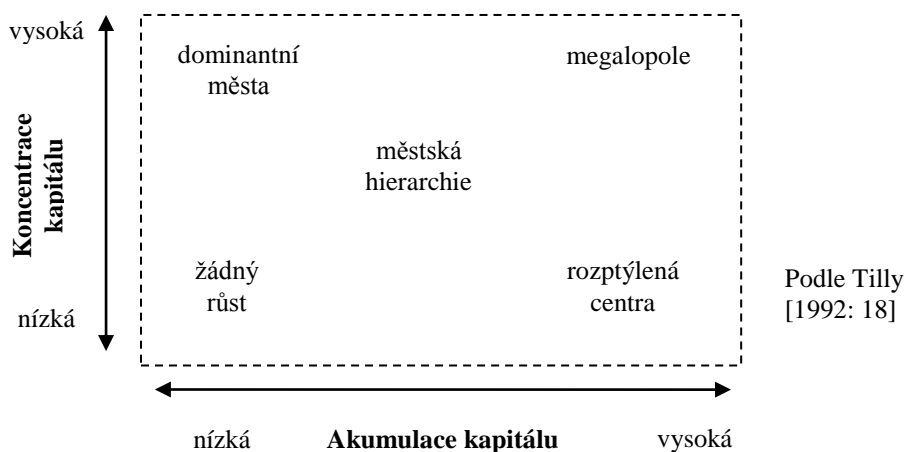 vysoká
dominantní
města
megalopole
Koncentrace
kapitálu
městská
hierarchie
žádný
růst
rozptýlená
centra
nízká
Podle Tilly
[1992: 18]
nízká
Akumulace kapitálu
vysoká